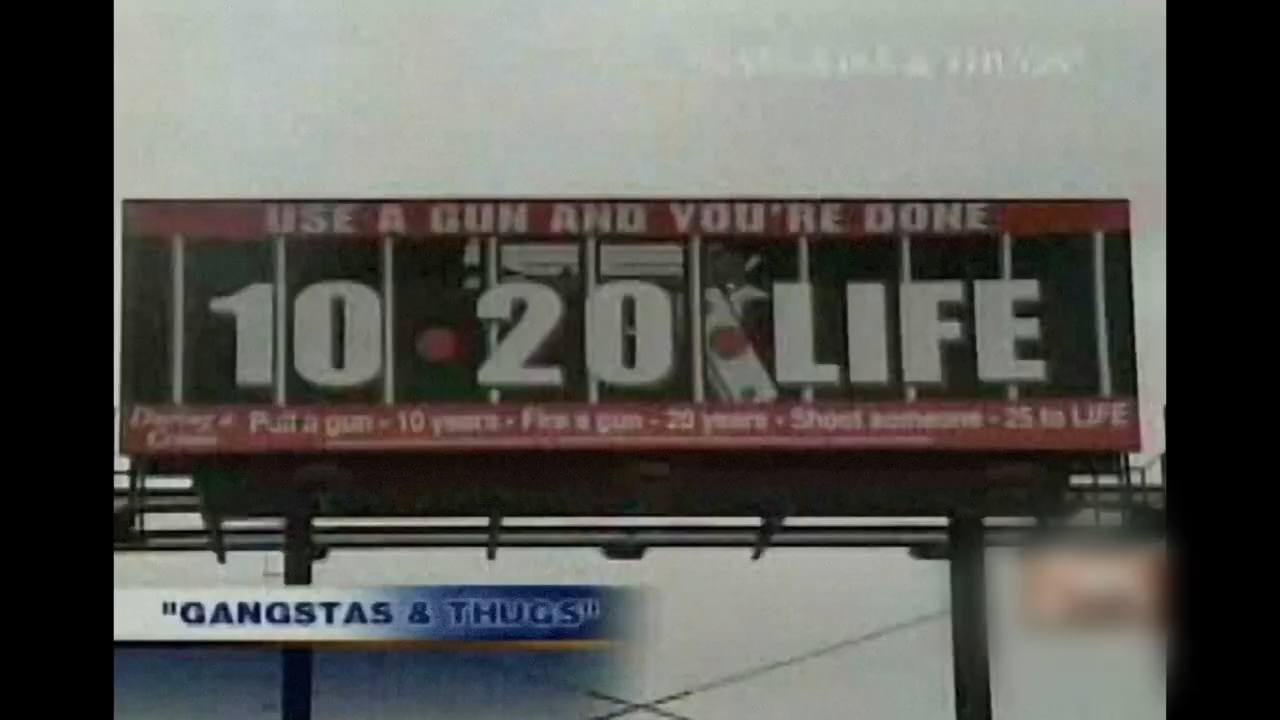 USE A GUN AND YOU'RE DONE
10 · 20 LIFE
Pull a gun - 10 years · Fire a gun - 20 years · Shoot someone - 25 to LIFE
"GANGSTAS & THUGS"